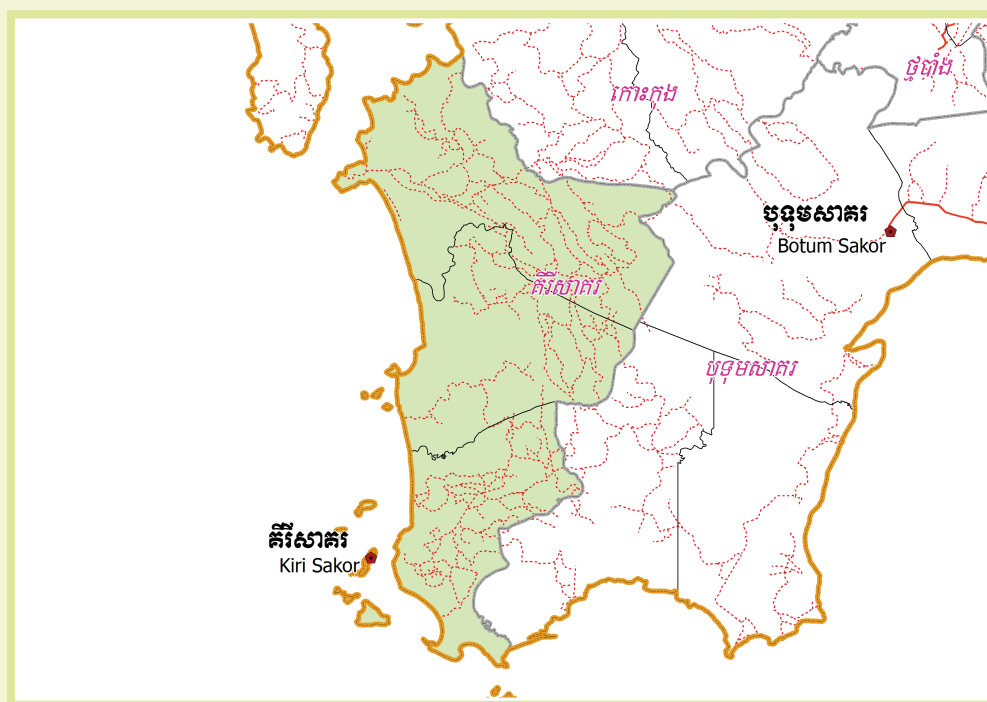 ថ្មបាំង
កោះកុង
បុទុមសាគរ
Botum Sakor
គិរីសាគរ
បុទុមសាគរ
គិរីសាគរ
Kiri Sakor